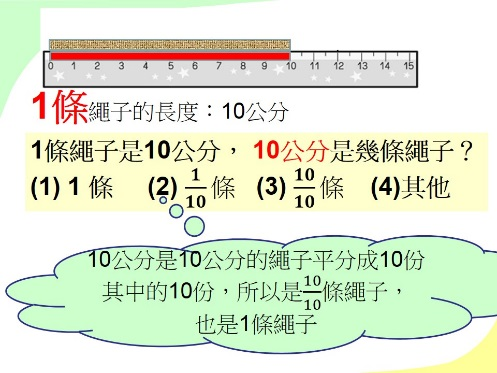 0 1 2 3 4 5 6 7 8 9 10 11 12 13 14 15
1條繩子的長度：10公分
1條繩子是10公分， 10公分是幾條繩子？
(1) 1 條 (2) 1/10 條 (3) 10/10 條 (4)其他
10公分是10公分的繩子平分成10份
其中的10份，所以是10/10條繩子，
也是1條繩子